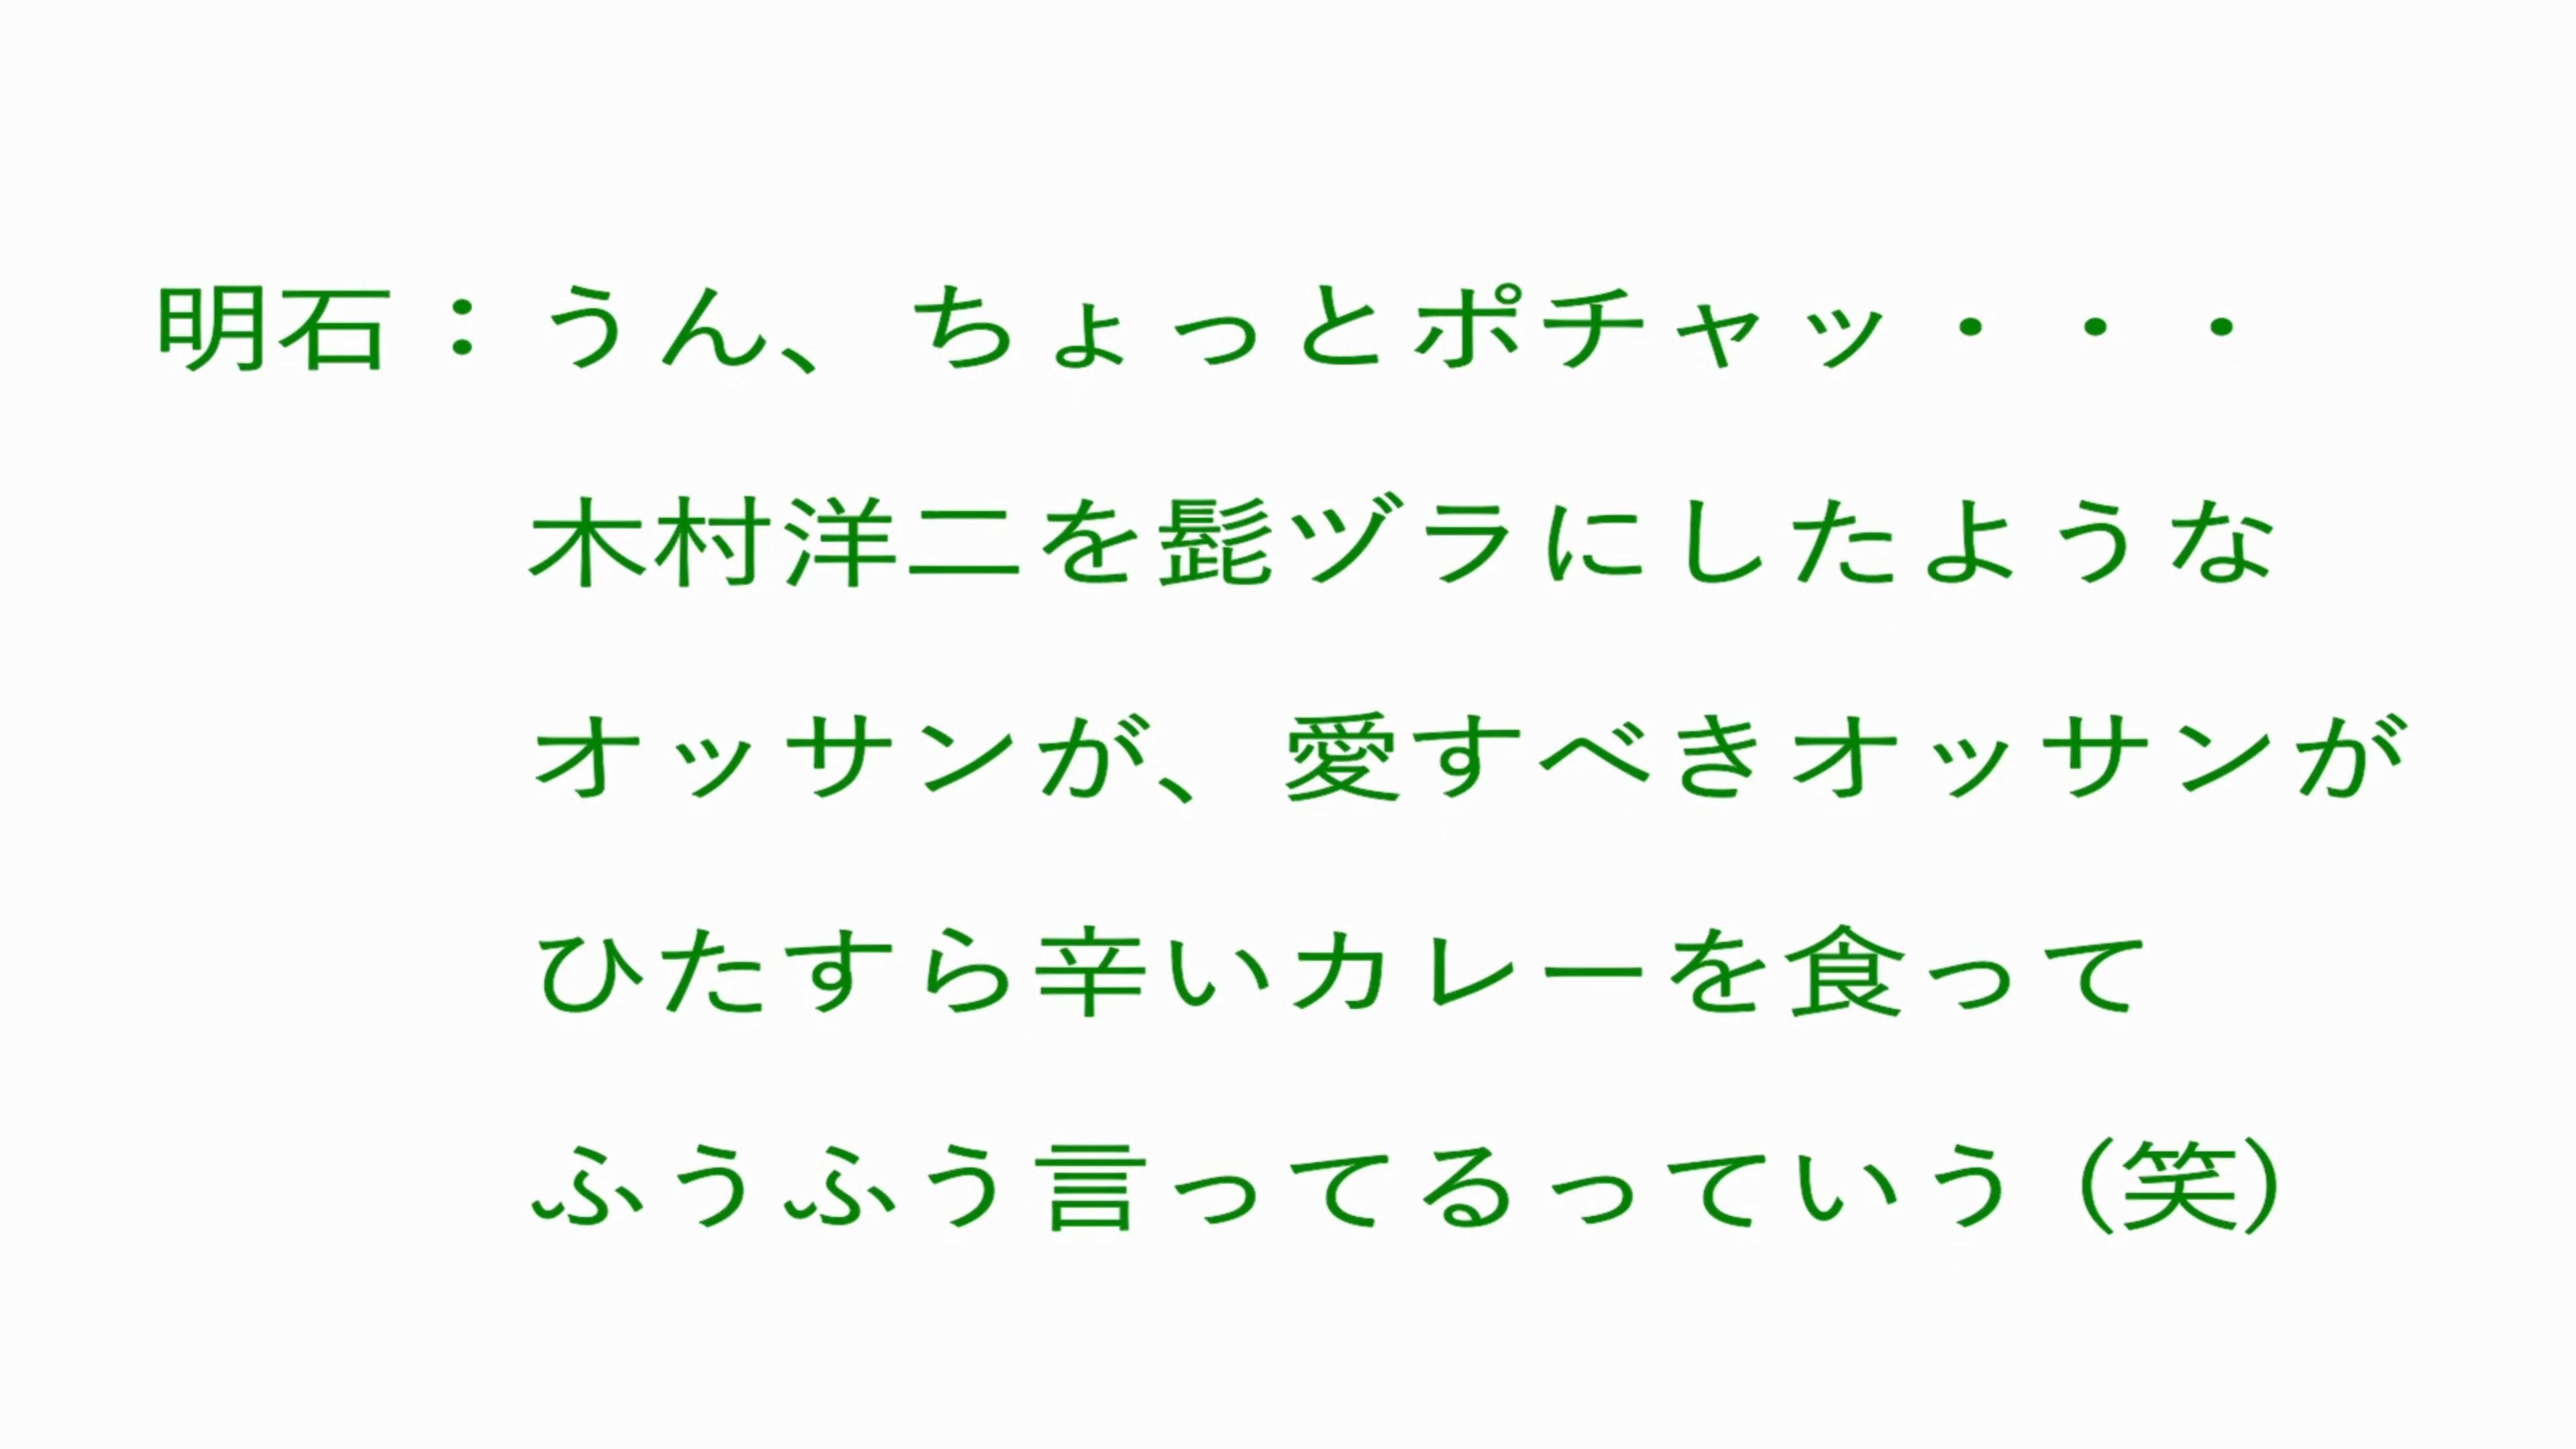 明石：うん、ちょっとポチャッ・・・
木村洋二を髭ヅラにしたような
オッサンが、愛すべきオッサンが
ひたすら辛いカレーを食って
ふうふう言ってるっていう（笑）